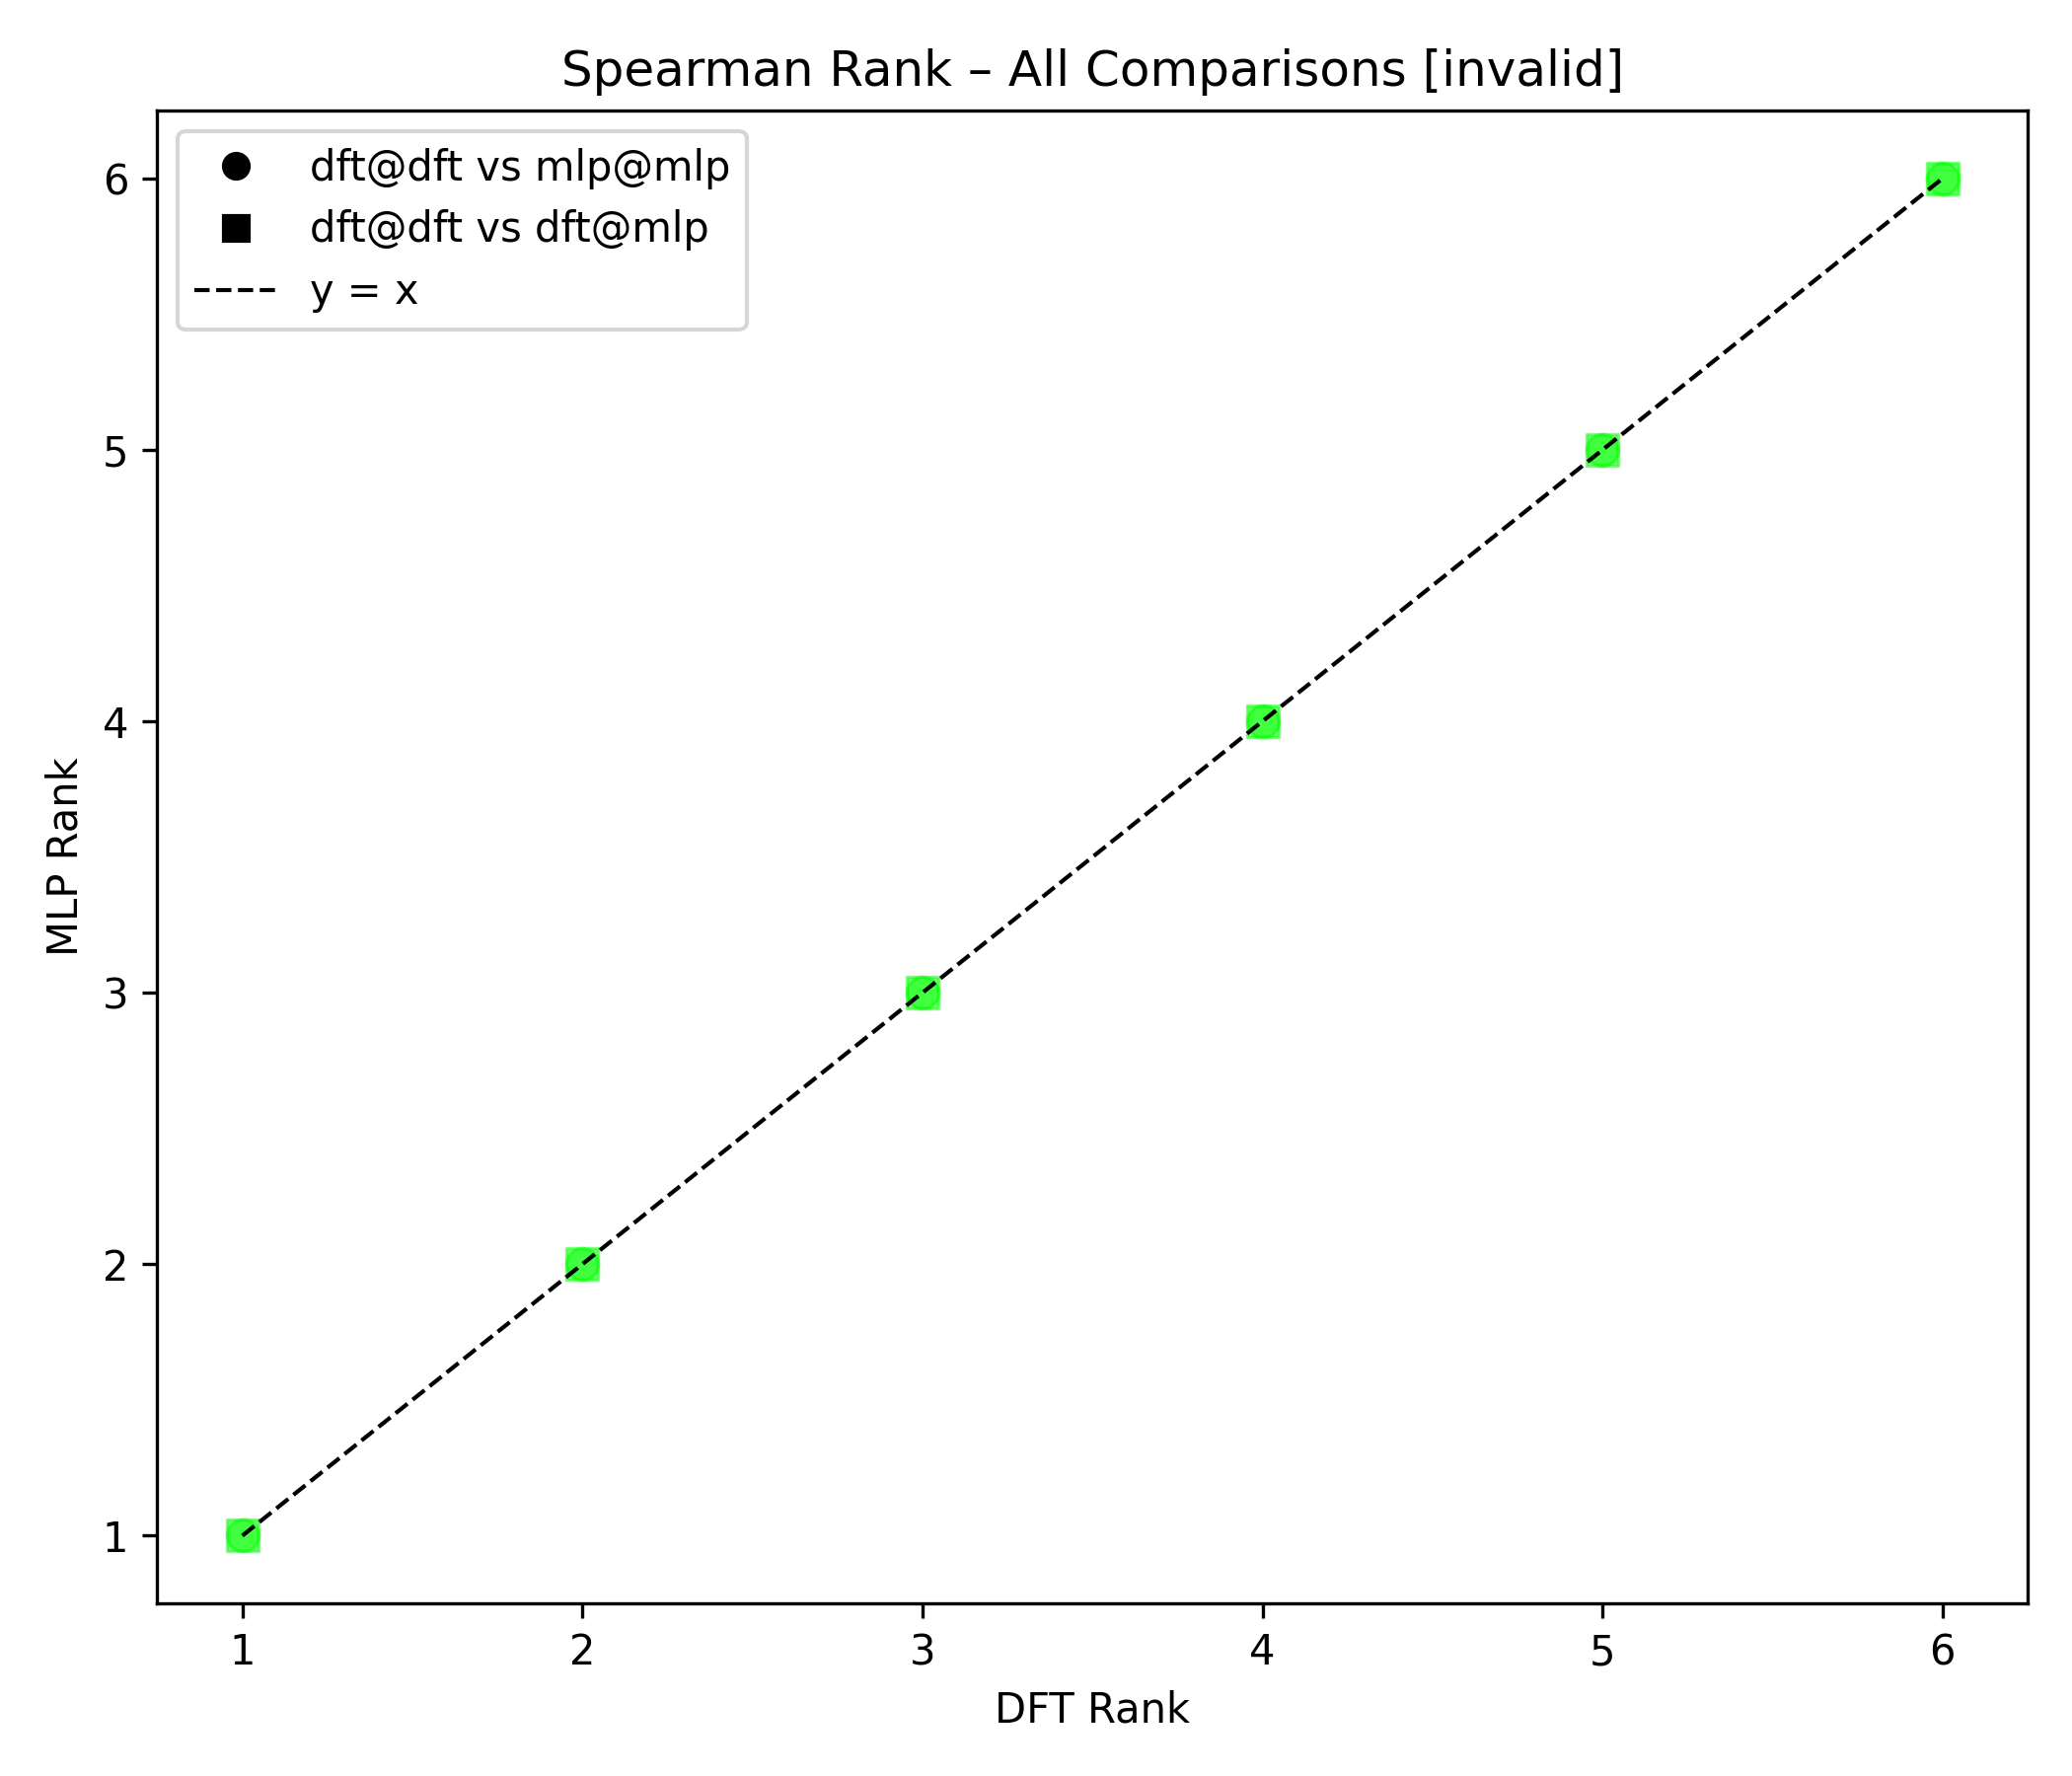 Spearman Rank – All Comparisons [invalid]
dft@dft vs mlp@mlp
dft@dft vs dft@mlp
y = x
6
5
4
3
2
1
MLP Rank
1 2 3 4 5 6
DFT Rank